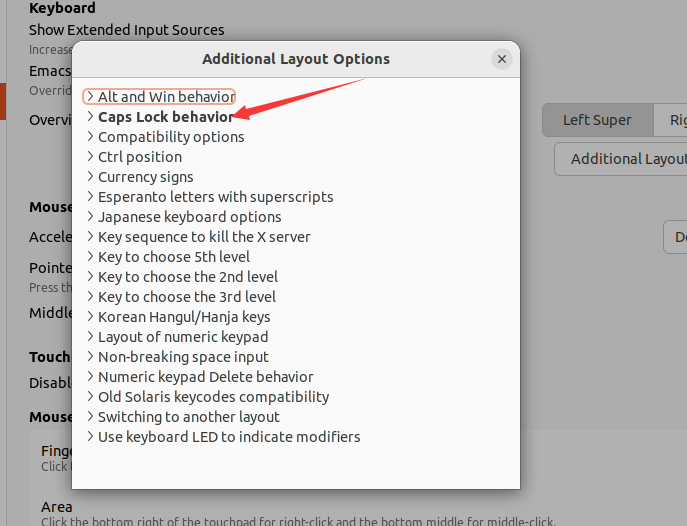 Keyboard
Show Extended Input Sources
Increase
Additional Layout Options
Emacs
Overri
Alt and Win behavior
Caps Lock behavior
Overvi
Left Super
Rig
Compatibility options
Ctrl position
Additional Layout
Currency signs
Esperanto letters with superscripts
Mouse
Japanese keyboard options
Accele
Key sequence to kill the X server
De
Key to choose 5th level
Pointe
Key to choose the 2nd level
Press th
Key to choose the 3rd level
Middle
Korean Hangul/Hanja keys
Layout of numeric keypad
Touch
Non-breaking space input
Disabl
Numeric keypad Delete behavior
Old Solaris keycodes compatibility
Mouse
Switching to another layout
Use keyboard LED to indicate modifiers
Finge
Click
Area
Click the bottom right of the touchpad for right-click and the bottom middle for middle-click.